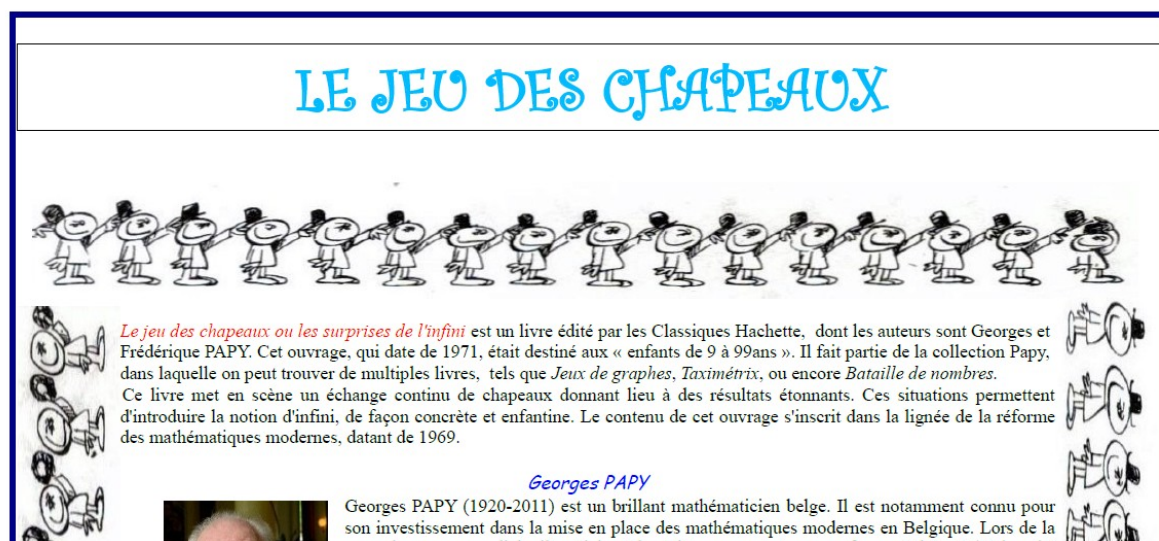 LE JEU DES CHAPEAUX
Le jeu des chapeaux ou les surprises de l'infini est un livre édité par les Classiques Hachette, dont les auteurs sont Georges et
Frédérique PAPY. Cet ouvrage, qui date de 1971, était destiné aux « enfants de 9 à 99ans ». Il fait partie de la collection Papy,
dans laquelle on peut trouver de multiples livres, tels que Jeux de graphes, Taximétrix, ou encore Bataille de nombres.
Ce livre met en scène un échange continu de chapeaux donnant lieu à des résultats étonnants. Ces situations permettent
d'introduire la notion d'infini, de façon concrète et enfantine. Le contenu de cet ouvrage s'inscrit dans la lignée de la réforme
des mathématiques modernes, datant de 1969.
Georges PAPY
Georges PAPY (1920-2011) est un brillant mathématicien belge. Il est notamment connu pour
son investissement dans la mise en place des mathématiques modernes en Belgique. Lors de la